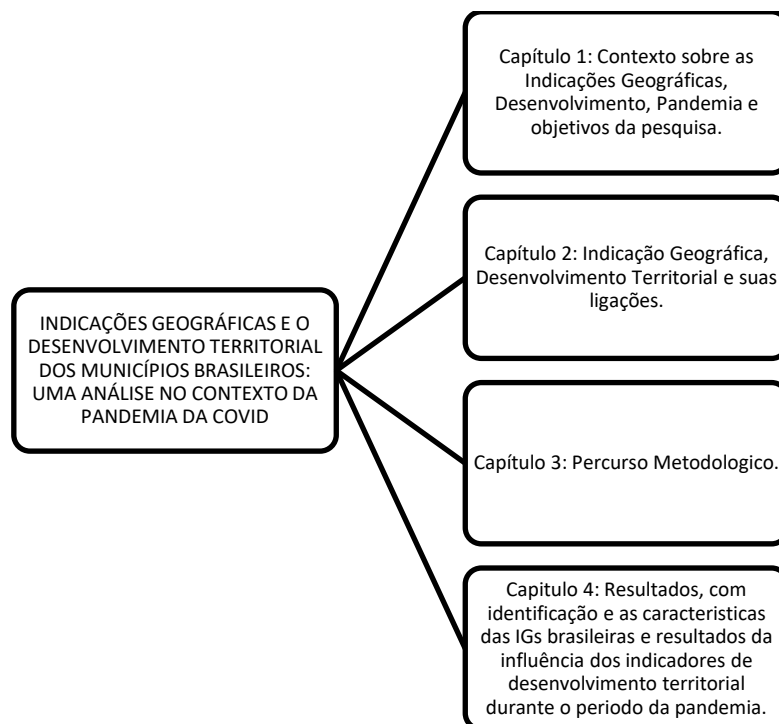 Capítulo 1: Contexto sobre as
Indicações Geográficas,
Desenvolvimento, Pandemia e
objetivos da pesquisa.
Capítulo 2: Indicação Geográfica,
Desenvolvimento Territorial e suas
ligações.
INDICAÇÕES GEOGRÁFICAS E O
DESENVOLVIMENTO TERRITORIAL
DOS MUNICÍPIOS BRASILEIROS:
UMA ANÁLISE NO CONTEXTO DA
PANDEMIA DA COVID
Capítulo 3: Percurso Metodologico.
Capitulo 4: Resultados, com
identificação e as caracteristicas
das IGs brasileiras e resultados da
influência dos indicadores de
desenvolvimento territorial
durante o periodo da pandemia.